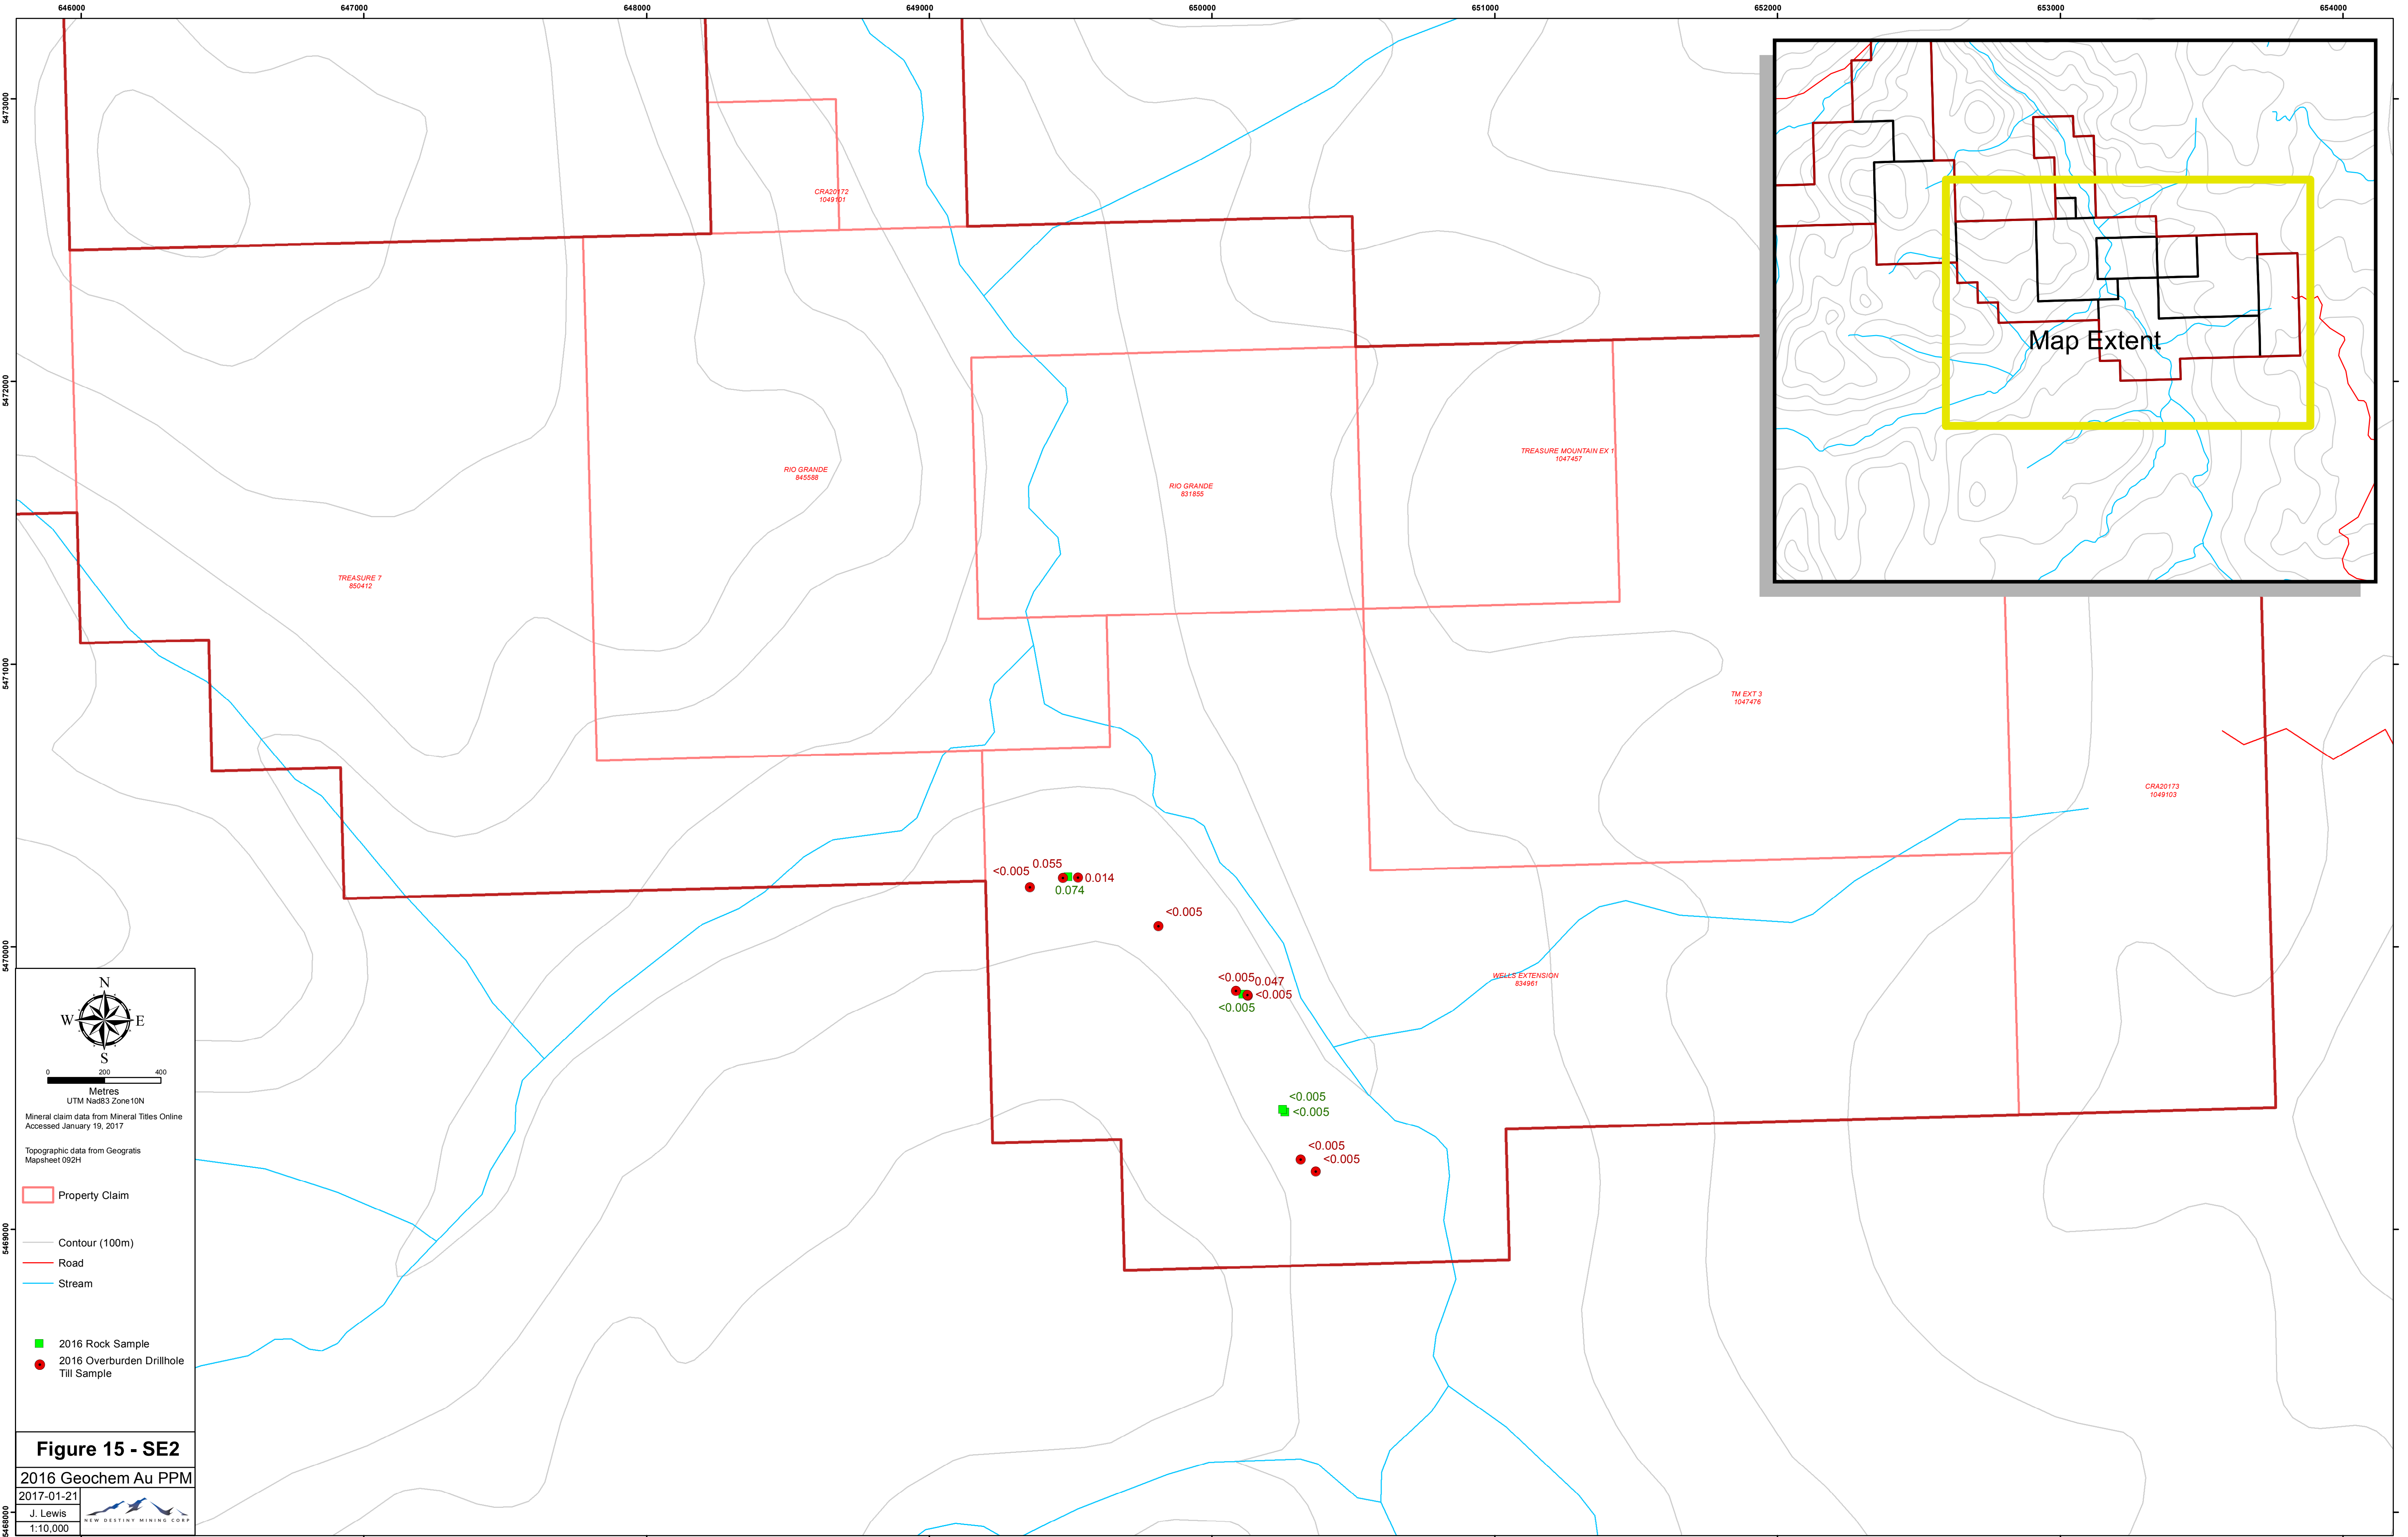 646000
647000
648000
649000
650000
651000
652000
653000
654000
5473000
5472000
5471000
5470000
5469000
546800
Map Extent
CRA20172
1049101
RIO GRANDE
845588
RIO GRANDE
831855
TREASURE MOUNTAIN EX 1
1047457
TREASURE 7
850412
TM EXT 3
1047476
CRA20173
1049103
WELLS EXTENSION
834961
<0.005
0.055
0.014
0.074
<0.005
<0.005
0.047
<0.005
<0.005
<0.005
<0.005
<0.005
<0.005
N
W
E
S
0 200 400
Metres
UTM Nad83 Zone10N
Mineral claim data from Mineral Titles Online
Accessed January 19, 2017
Topographic data from Geogratis
Mapsheet 092H
Property Claim
Contour (100m)
Road
Stream
2016 Rock Sample
2016 Overburden Drillhole
Till Sample
Figure 15 - SE2
2016 Geochem Au PPM
2017-01-21
J. Lewis
1:10,000
NEW DESTINY MINING CORP